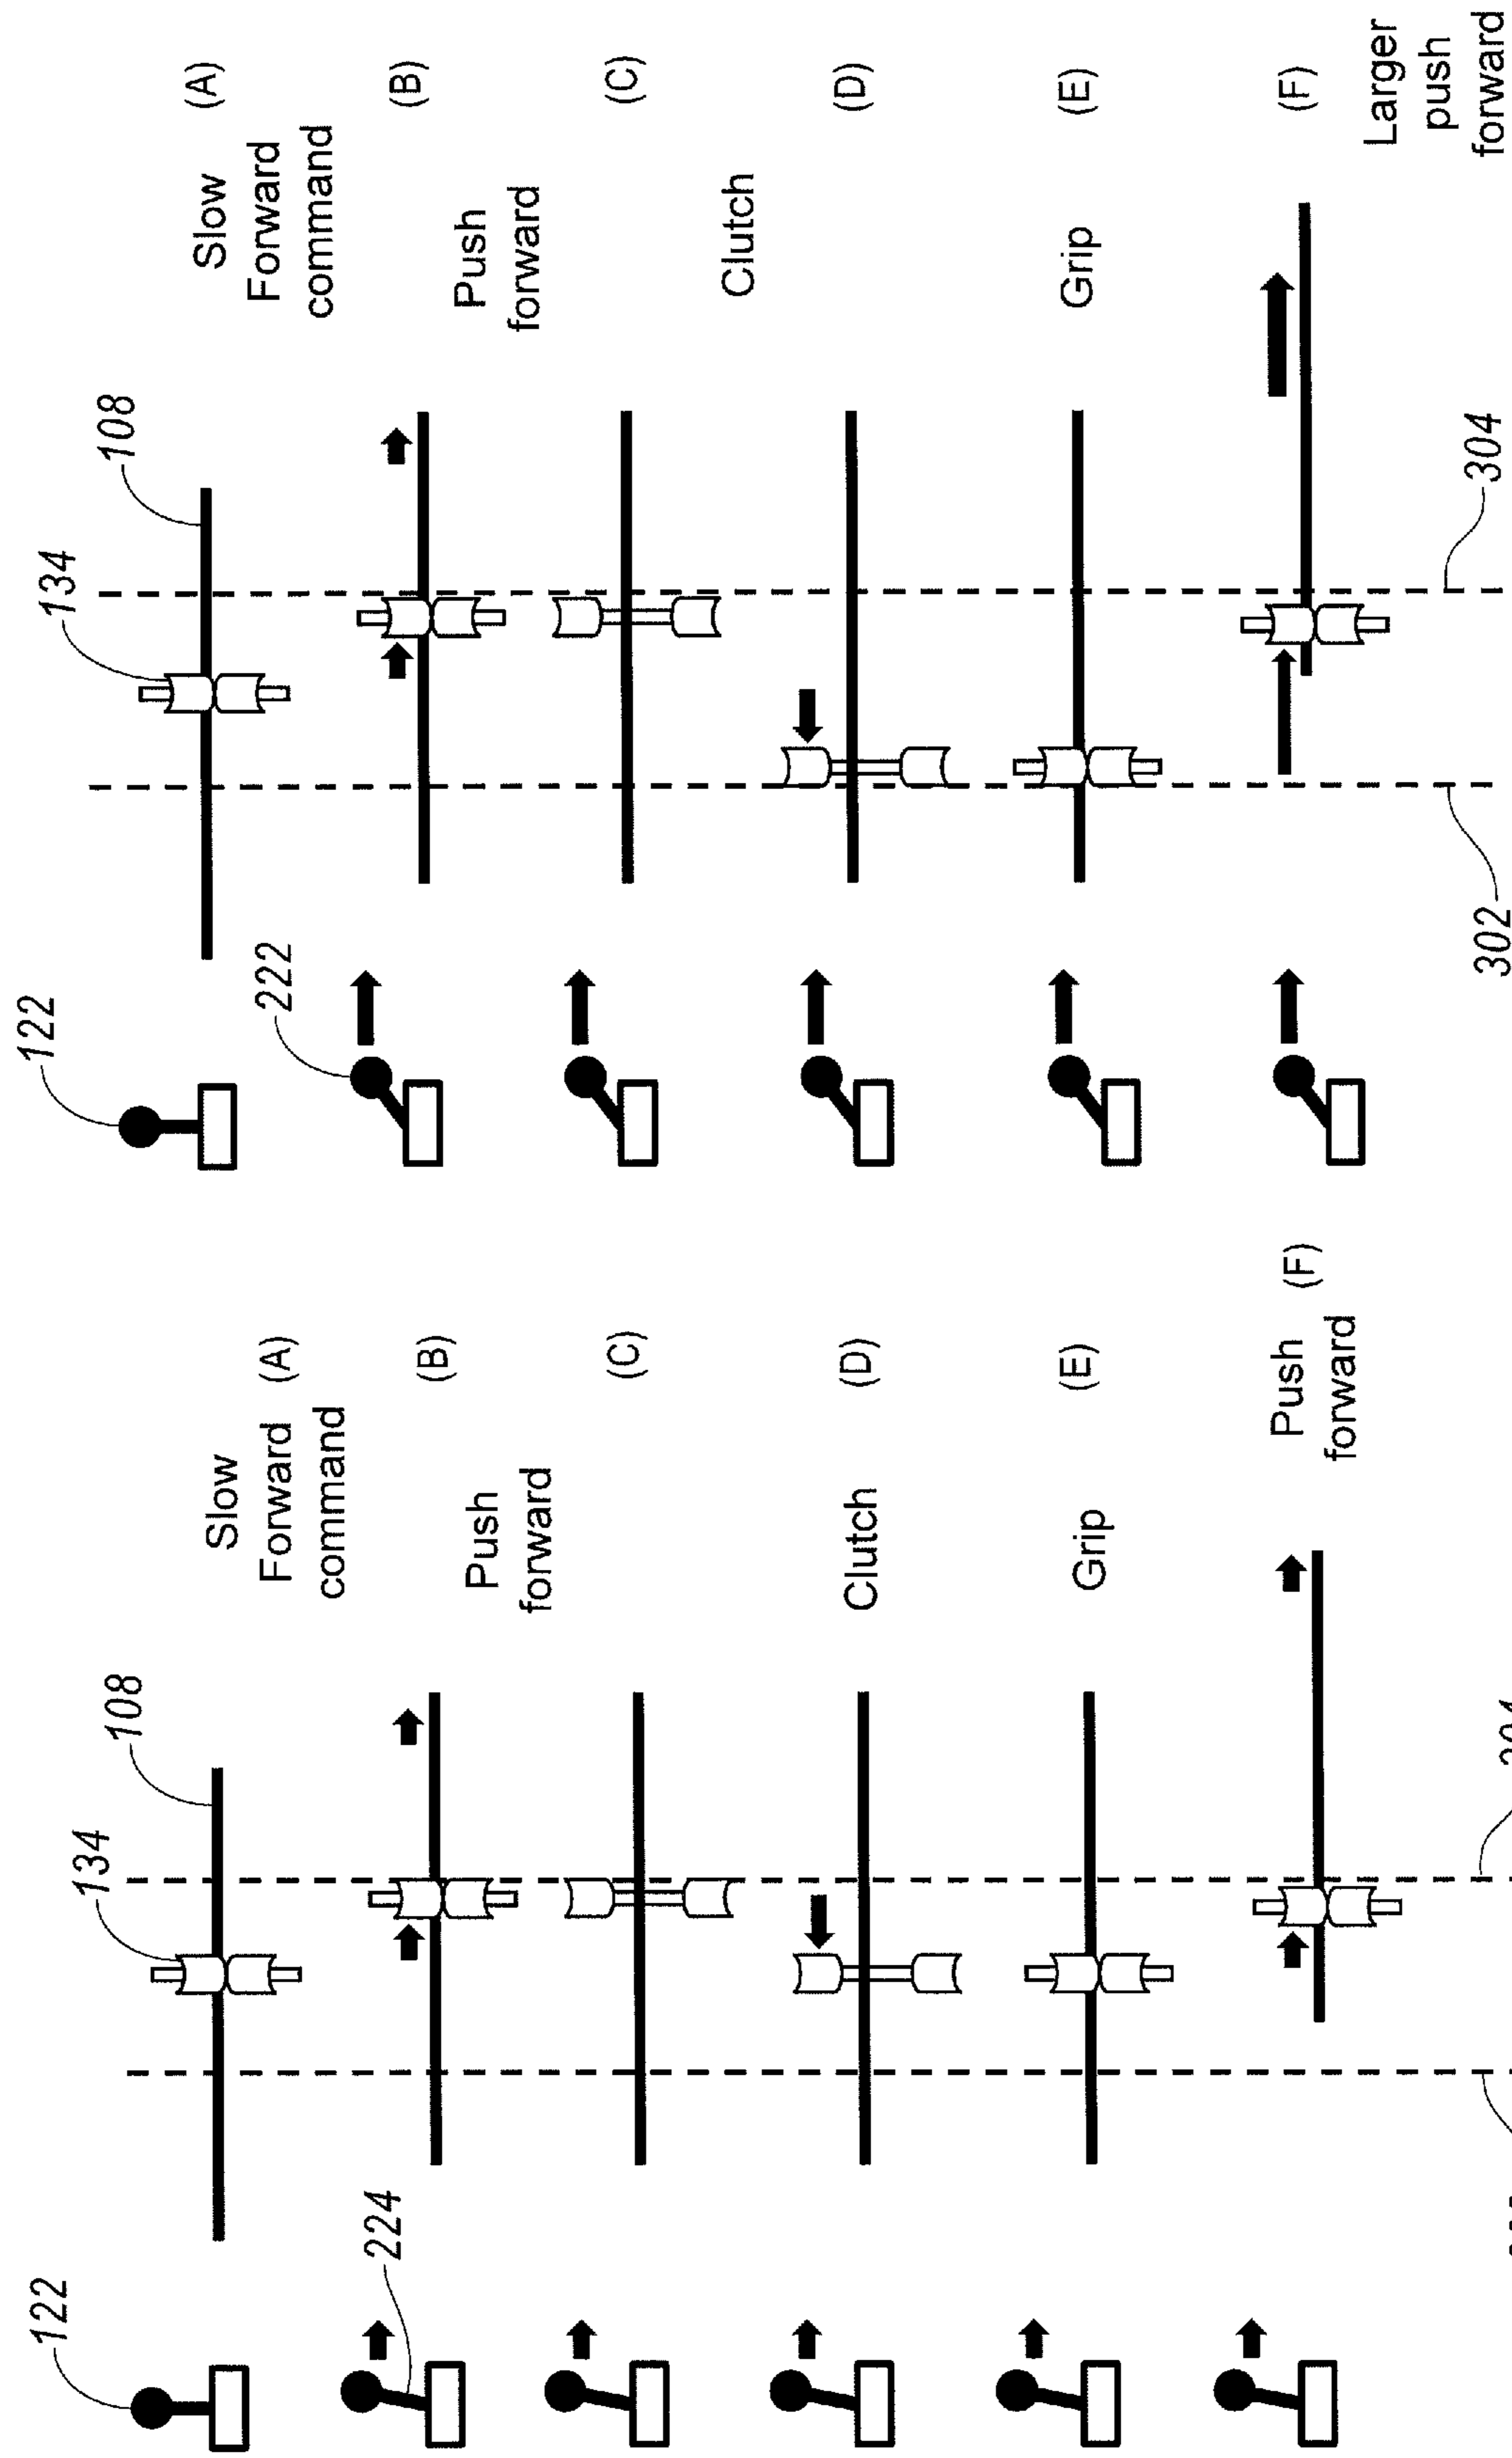 122
134
108
(A)
Slow
Forward
command
222
(B)
Push
forward
(C)
Clutch
(D)
Grip
(E)
(F)
Larger
push
forward
302
304
122
134
108
Slow
Forward (A)
command
224
(B)
Push
forward
(C)
Clutch
(D)
Grip
(E)
Push (F)
forward